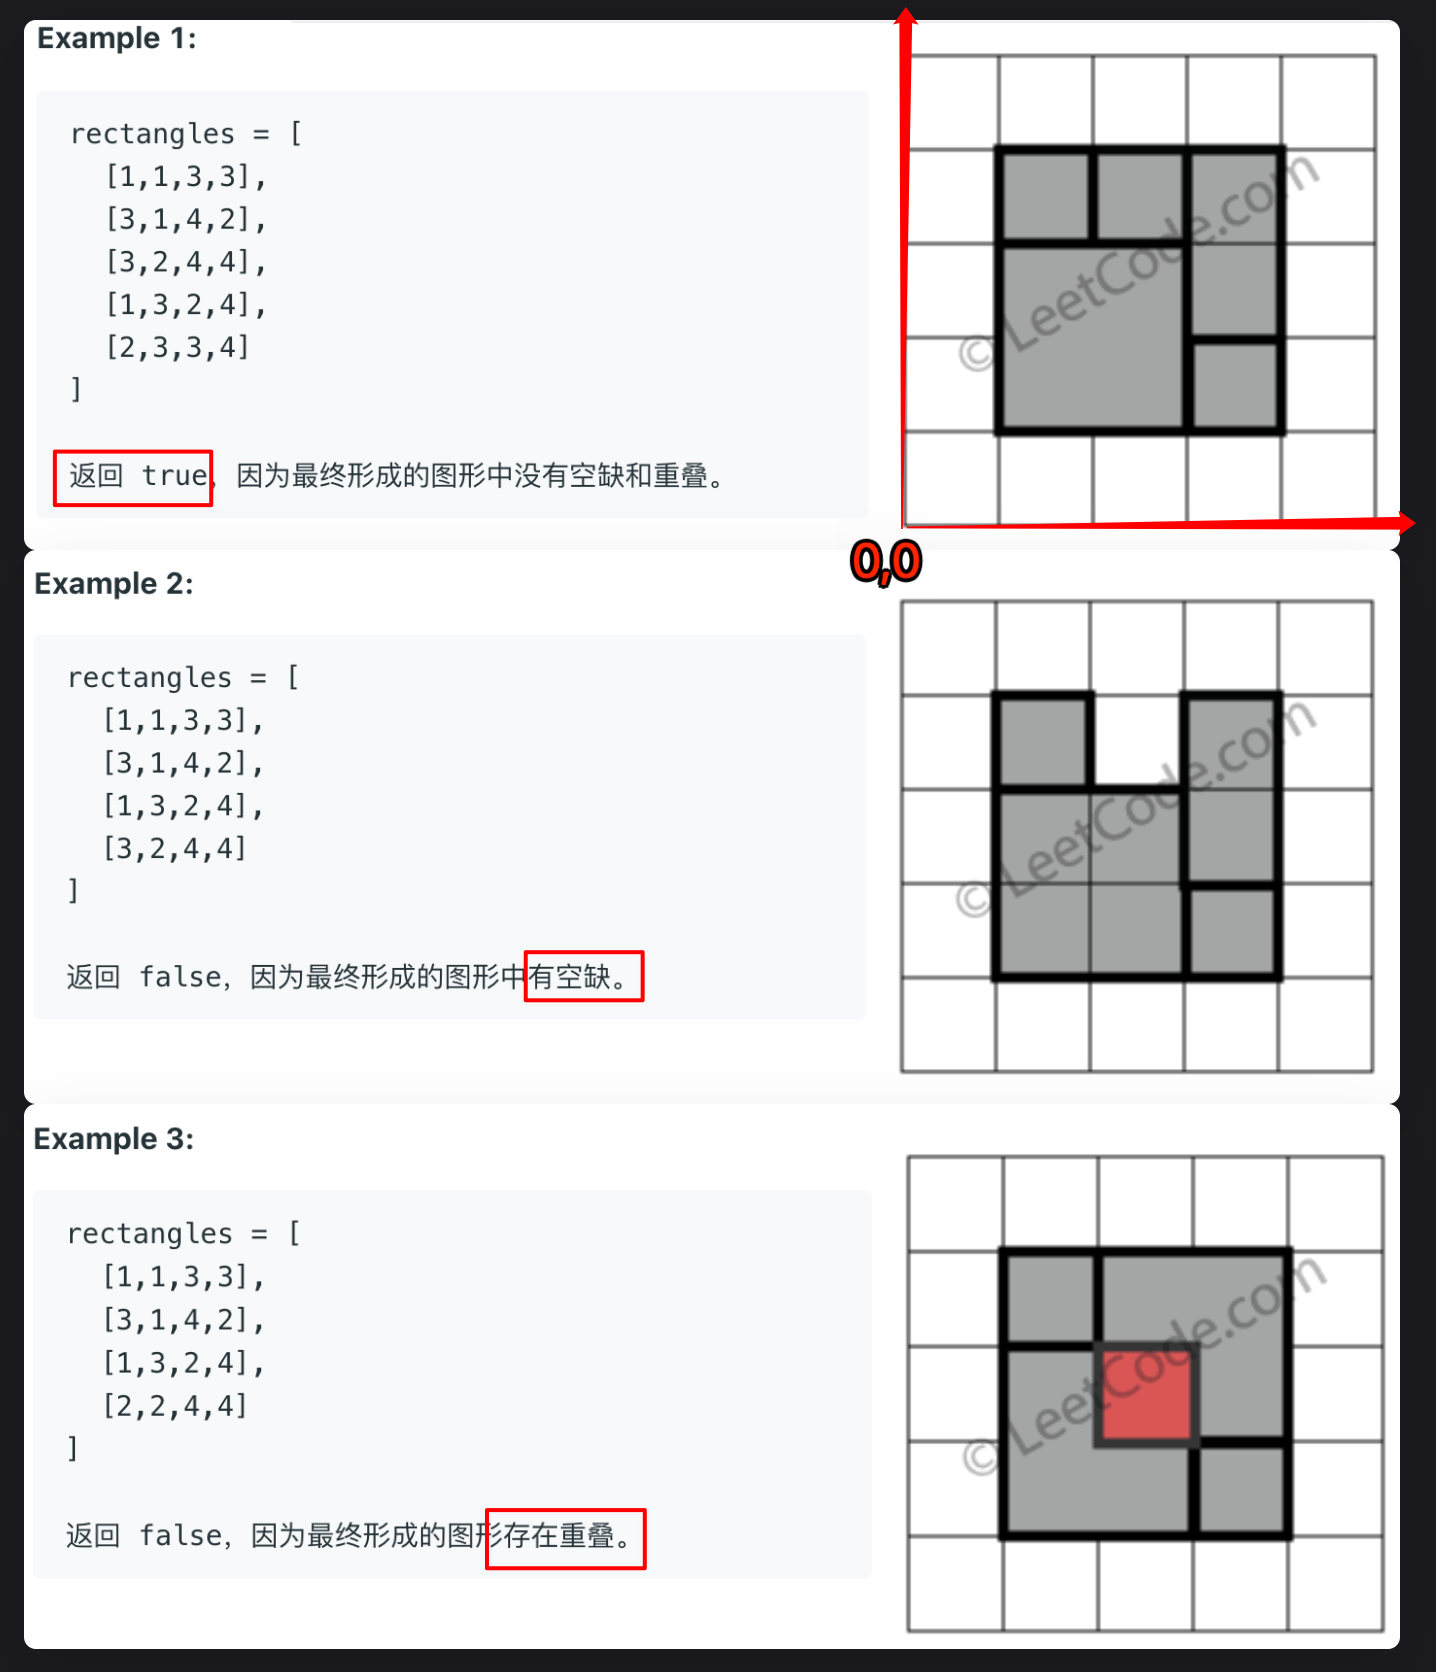 Example 1:
rectangles = [
[1,1,3,3],
[3,1,4,2],
[3,2,4,4],
[1,3,2,4],
[2,3,3,4]
]
返回 true, 因为最终形成的图形中没有空缺和重叠。
© LeetCode.com
0,0
Example 2:
rectangles = [
[1,1,3,3],
[3,1,4,2],
[1,3,2,4],
[3,2,4,4]
]
返回 false, 因为最终形成的图形中有空缺。
© LeetCode.com
Example 3:
rectangles = [
[1,1,3,3],
[3,1,4,2],
[1,3,2,4],
[2,2,4,4]
]
返回 false, 因为最终形成的图形存在重叠。
© LeetCode.com